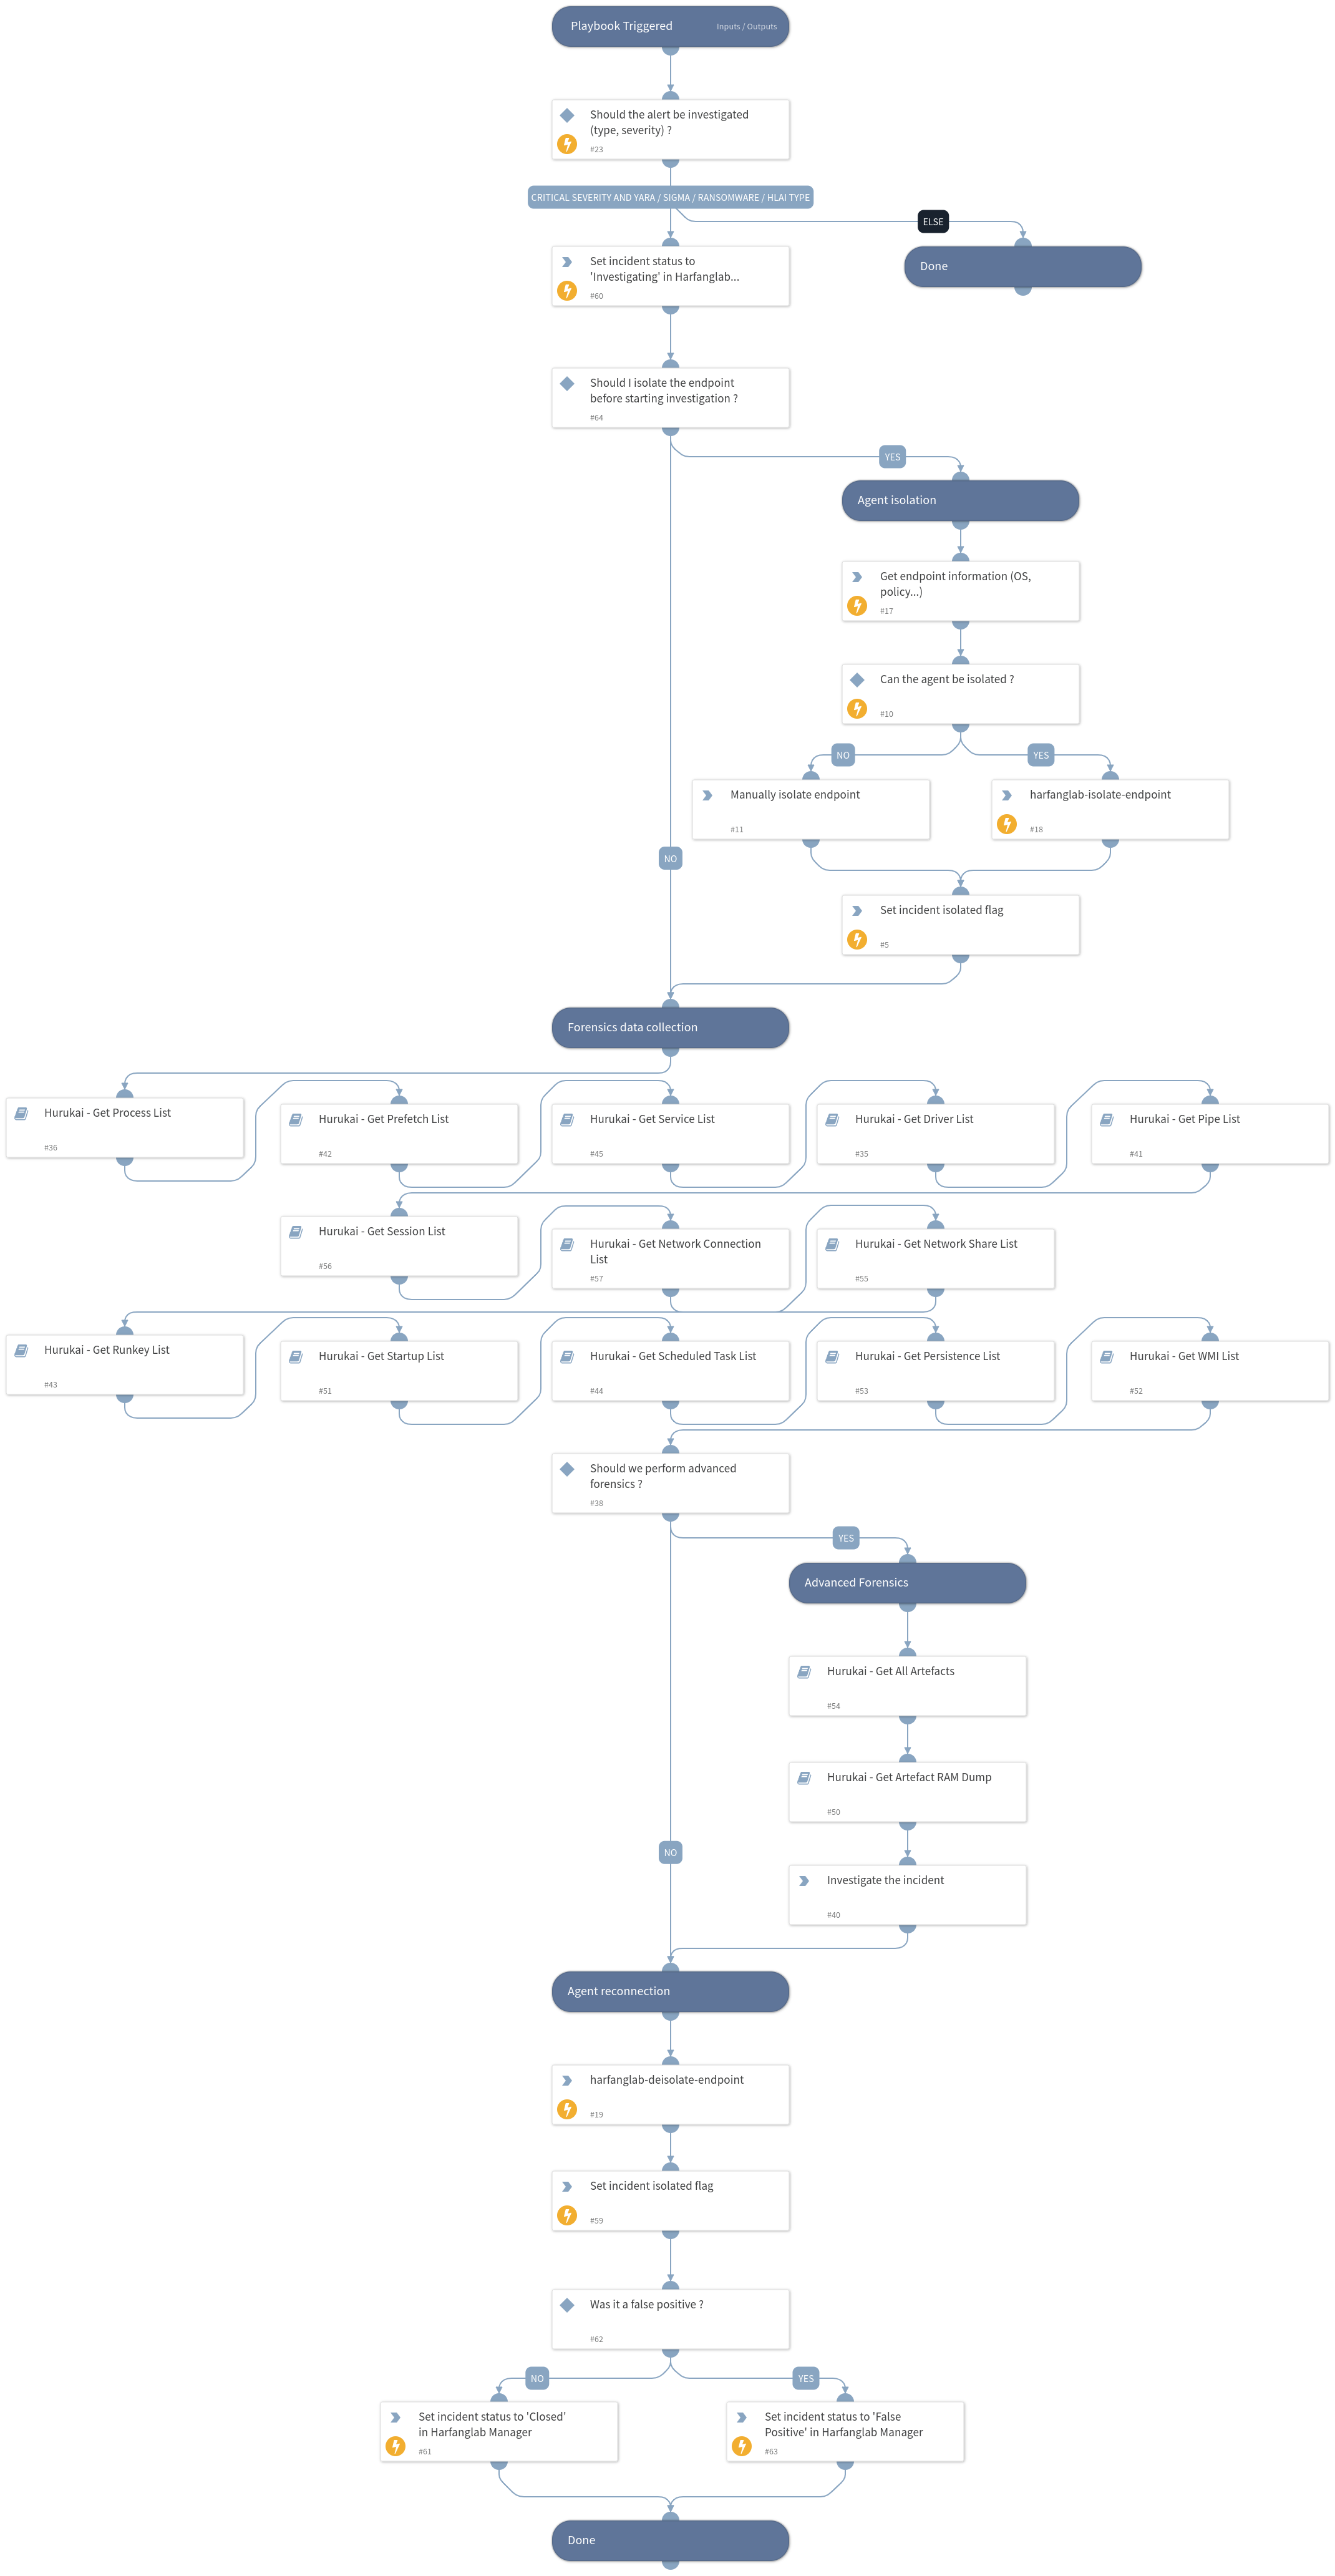 Playbook Triggered
Inputs / Outputs
Should the alert be investigated
(type, severity) ?
#23
CRITICAL SEVERITY AND YARA / SIGMA / RANSOMWARE / HLAI TYPE
ELSE
Set incident status to
'Investigating' in Harfanglab...
#60
Done
Should I isolate the endpoint
before starting investigation ?
#64
YES
Agent isolation
Get endpoint information (OS,
policy...)
#17
Can the agent be isolated ?
#10
NO
YES
Manually isolate endpoint
#11
harfanglab-isolate-endpoint
#18
NO
Set incident isolated flag
#5
Forensics data collection
Hurukai - Get Process List
#36
Hurukai - Get Prefetch List
#42
Hurukai - Get Service List
#45
Hurukai - Get Driver List
#35
Hurukai - Get Pipe List
#41
Hurukai - Get Session List
#56
Hurukai - Get Network Connection
List
#57
Hurukai - Get Network Share List
#55
Hurukai - Get Runkey List
#43
Hurukai - Get Startup List
#51
Hurukai - Get Scheduled Task List
#44
Hurukai - Get Persistence List
#53
Hurukai - Get WMI List
#52
Should we perform advanced
forensics ?
#38
YES
Advanced Forensics
Hurukai - Get All Artefacts
#54
Hurukai - Get Artefact RAM Dump
#50
NO
Investigate the incident
#40
Agent reconnection
harfanglab-deisolate-endpoint
#19
Set incident isolated flag
#59
Was it a false positive ?
#62
NO
YES
Set incident status to 'Closed'
in Harfanglab Manager
#61
Set incident status to 'False
Positive' in Harfanglab Manager
#63
Done